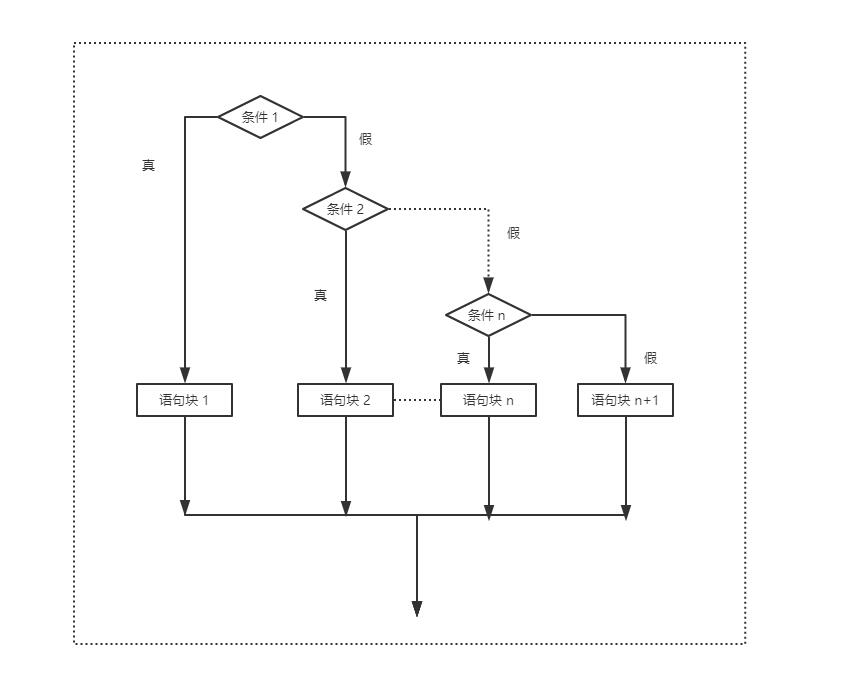 条件 1
假
真
条件 2
假
真
条件 n
真
假
语句块 1
语句块 2
语句块 n
语句块 n+1